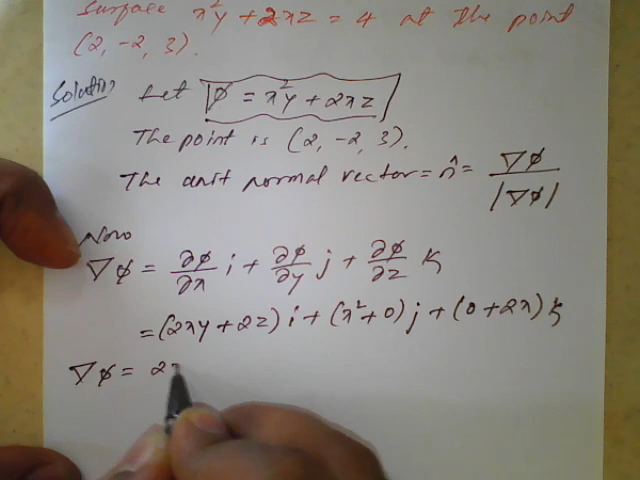 surface x²y + 2xz = 4 at the point
(2, -2, 3).
Solution Let ϕ = x²y + 2xz
The point is (2, -2, 3).
The unit normal vector = n̂ = ∇ϕ / |∇ϕ|
Now
∇ϕ = ∂ϕ/∂x i + ∂ϕ/∂y j + ∂ϕ/∂z k
= (2xy + 2z) i + (x² + 0) j + (0 + 2x) k
∇ϕ = 2